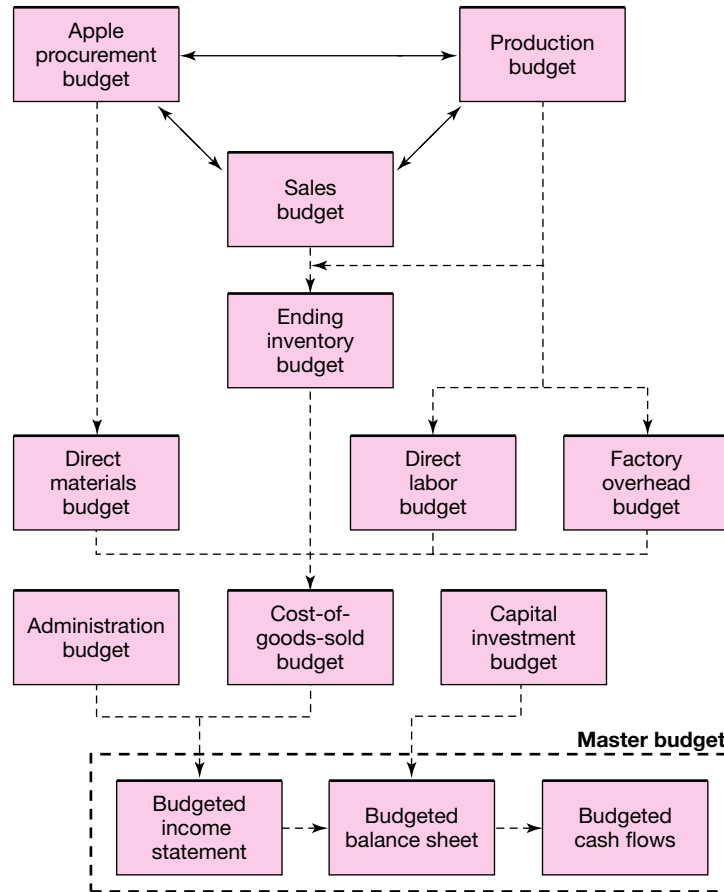 Apple
procurement
budget
Production
budget
Sales
budget
Ending
inventory
budget
Direct
materials
budget
Direct
labor
budget
Factory
overhead
budget
Administration
budget
Cost-of-
goods-sold
budget
Capital
investment
budget
Master budget
Budgeted
income
statement
Budgeted
balance sheet
Budgeted
cash flows